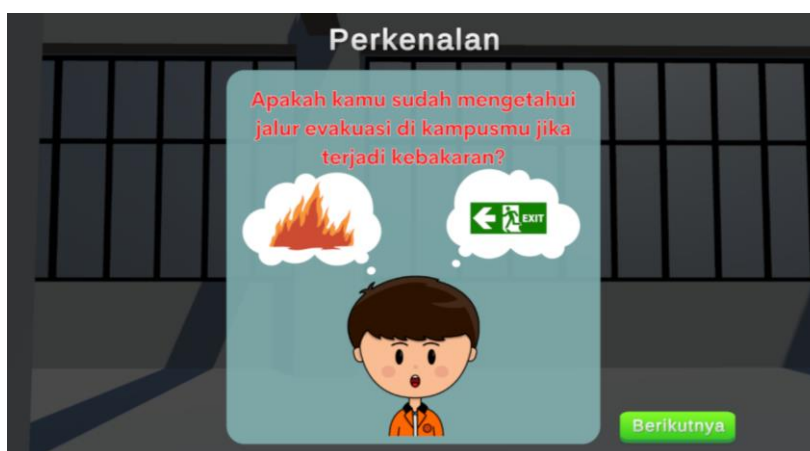 Perkenalan
Apakah kamu sudah mengetahui
jalur evakuasi di kampusmu jika
terjadi kebakaran?
EXIT
Berikutnya